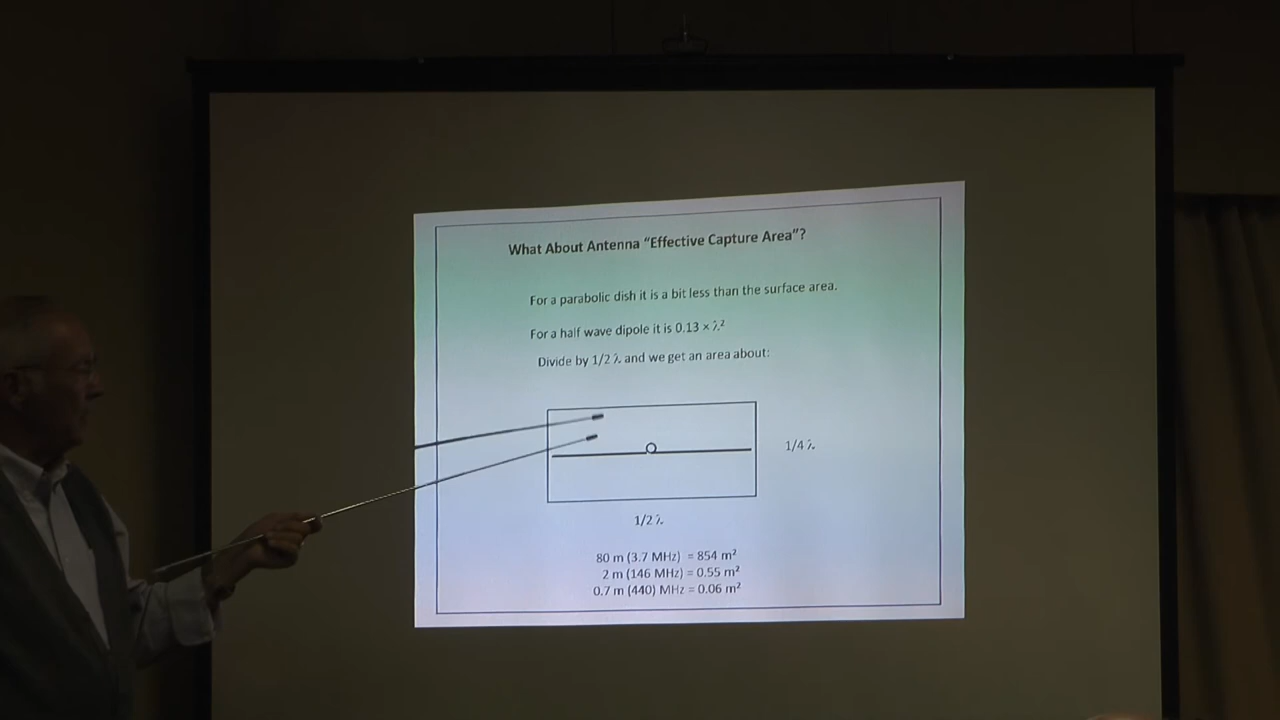 What About Antenna “Effective Capture Area”?
For a parabolic dish it is a bit less than the surface area.
For a half wave dipole it is 0.13 × λ²
Divide by 1/2 λ and we get an area about:
1/4 λ
1/2 λ
80 m (3.7 MHz) = 854 m²
2 m (146 MHz) = 0.55 m²
0.7 m (440) MHz = 0.06 m²